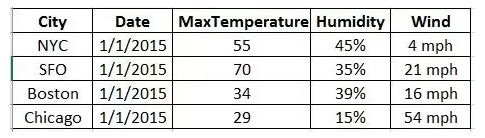 City Date MaxTemperature Humidity Wind
NYC 1/1/2015 55 45% 4 mph
SFO 1/1/2015 70 35% 21 mph
Boston 1/1/2015 34 39% 16 mph
Chicago 1/1/2015 29 15% 54 mph